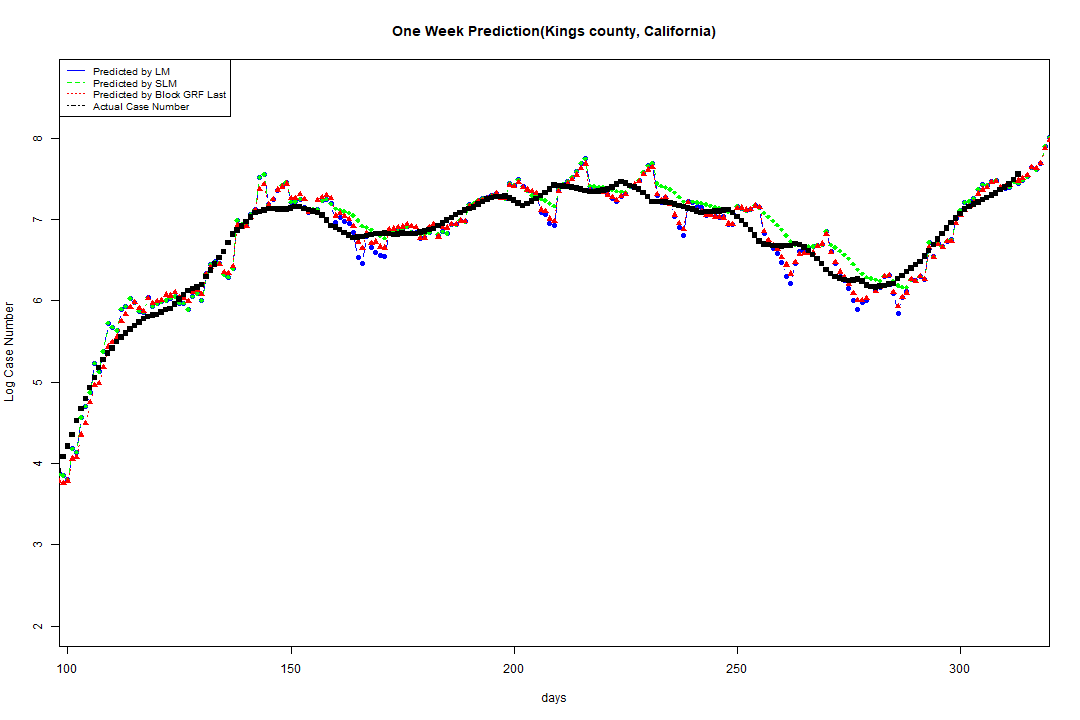 One Week Prediction(Kings county, California)
Predicted by LM
Predicted by SLM
Predicted by Block GRF Last
Actual Case Number
Log Case Number
8
7
6
5
4
3
2
100 150 200 250 300
days